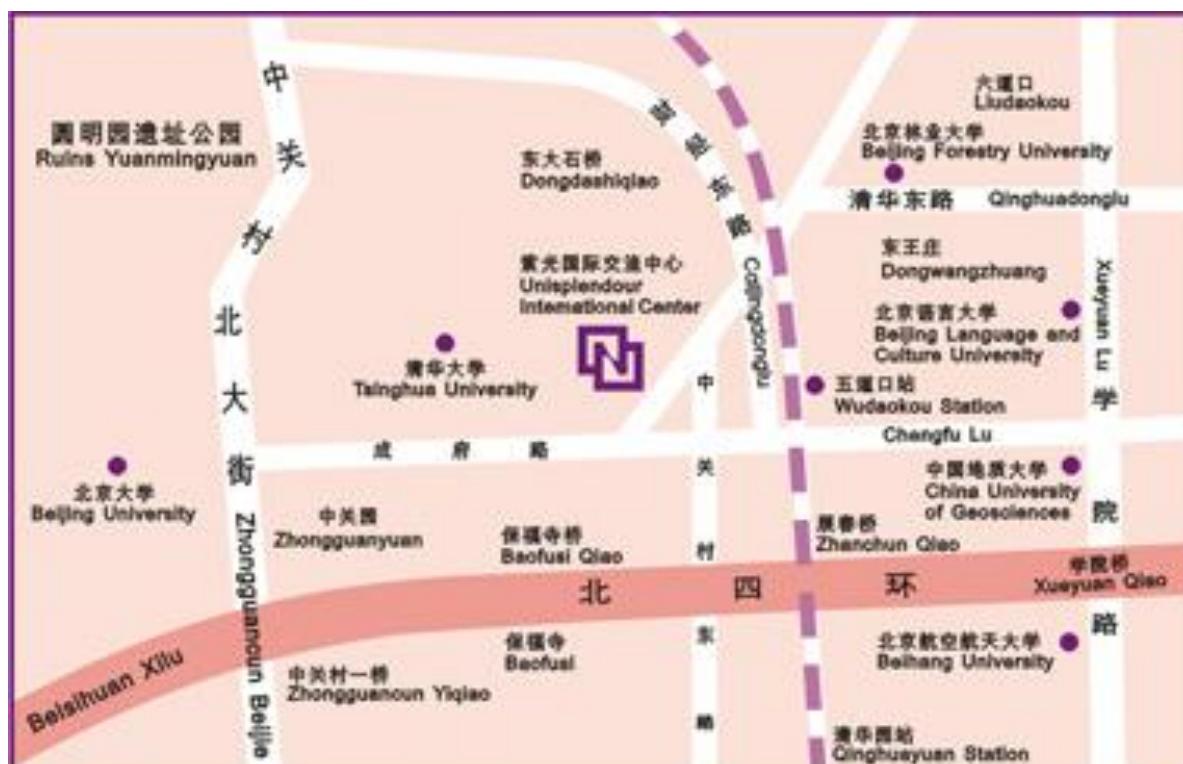 中关村北大街
Zhongguanoun Beijie
圆明园遗址公园
Ruins Yuanmingyuan
东大石桥
Dongdashiqiao
六道口
Liudaokou
北京林业大学
Beijing Forestry University
清华东路 Qinghuadonglu
紫光国际交流中心
Unisplendour
International Center
东王庄
Dongwangzhuang
Xueyuan Lu
学院路
北京语言大学
Beijing Language and
Culture University
清华大学
Tsinghua University
五道口站
Wudaokou Station
成府路
Chengfu Lu
北京大学
Beijing University
中关园
Zhongguanyuan
保福寺桥
Baofusi Qiao
中关村东路
中国地质大学
China University
of Geosciences
展春桥
Zhanchun Qiao
北四环
学院桥
Xueyuan Qiao
Beisihuan Xilu
中关村一桥
Zhongguanoun Yiqiao
保福寺
Baofusi
北京航空航天大学
Beihang University
清华园站
Qinghuayuan Station